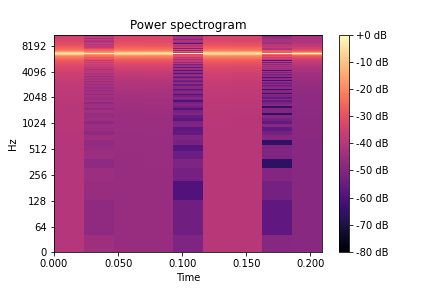 Power spectrogram
8192
4096
2048
1024
512
256
128
64
0
Hz
0.000 0.050 0.100 0.150 0.200
Time
+0 dB
-10 dB
-20 dB
-30 dB
-40 dB
-50 dB
-60 dB
-70 dB
-80 dB